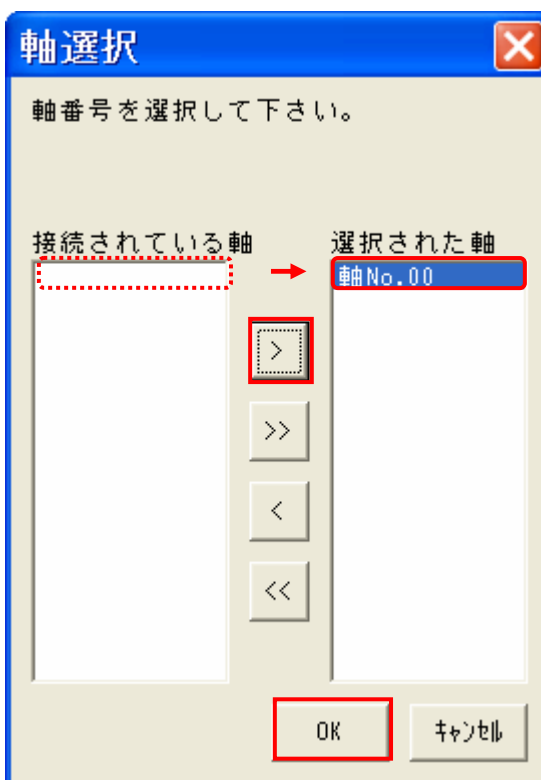 軸選択
軸番号を選択して下さい。
接続されている軸
選択された軸
軸No.00
>
>>
<
<<
OK
ｷｬﾝｾﾙ